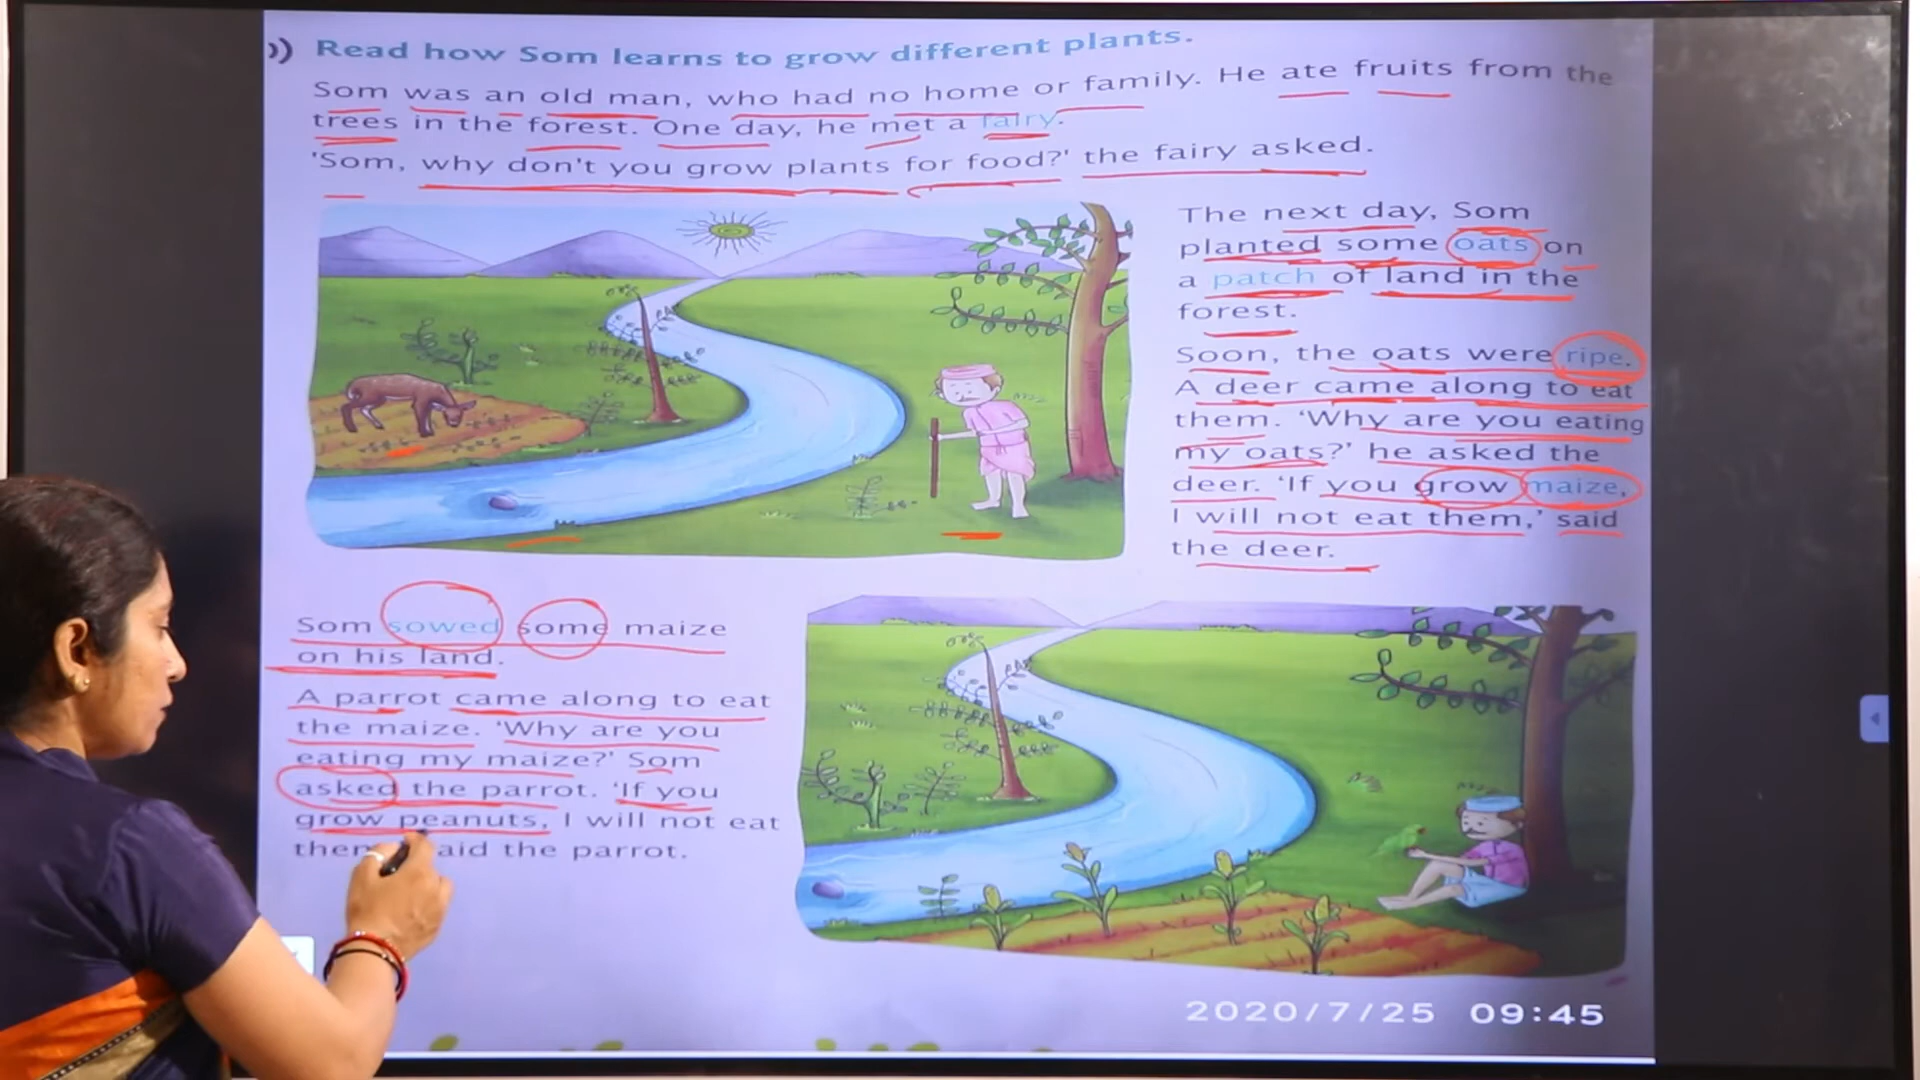 Read how Som learns to grow different plants.
Som was an old man, who had no home or family. He ate fruits from the
trees in the forest. One day, he met a fairy.
'Som, why don't you grow plants for food?' the fairy asked.
The next day, Som
planted some oats on
a patch of land in the
forest.
Soon, the oats were ripe.
A deer came along to eat
them. 'Why are you eating
my oats?' he asked the
deer. 'If you grow maize,
I will not eat them,' said
the deer.
Som sowed some maize
on his land.
A parrot came along to eat
the maize. 'Why are you
eating my maize?' Som
asked the parrot. 'If you
grow peanuts, I will not eat
the parrot.
2020/7/25 09:45